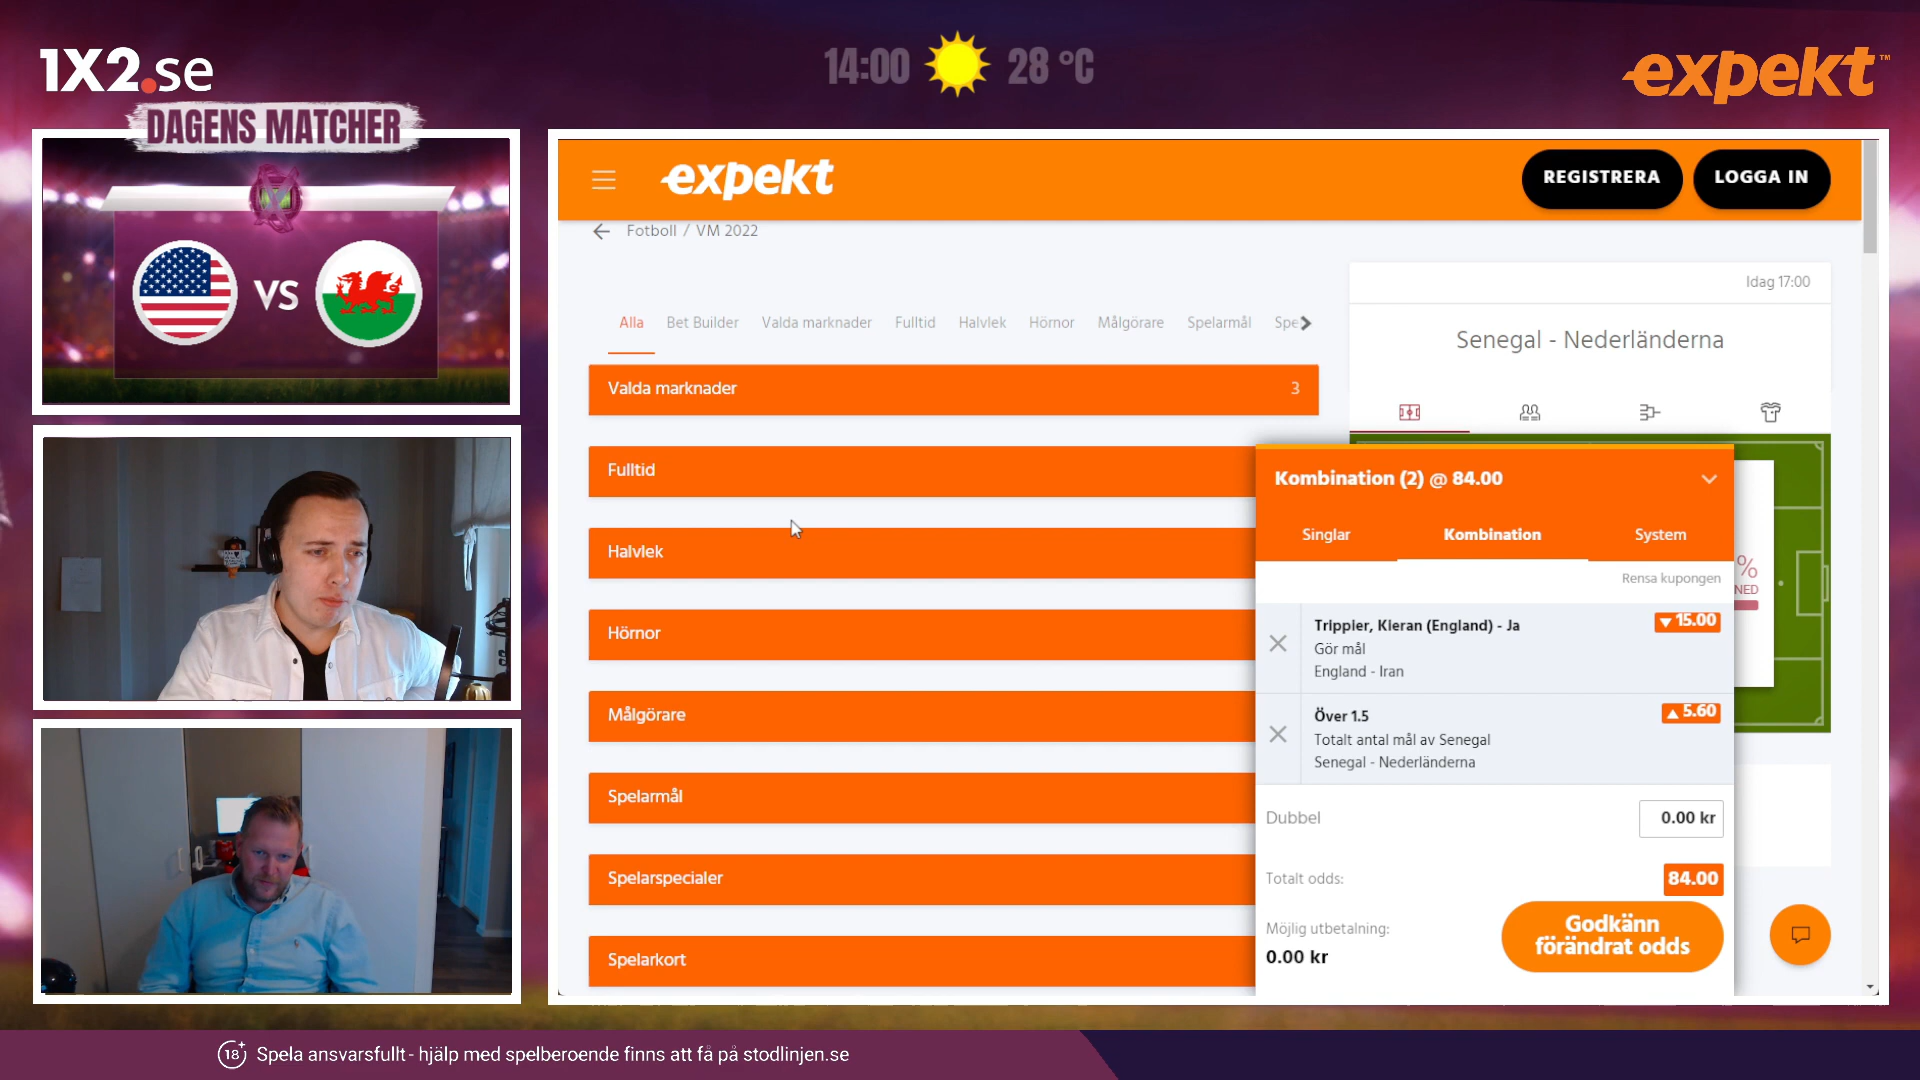 1X2.se
14:00
28 °C
expekt™
DAGENS MATCHER
VS
expekt
REGISTRERA
LOGGA IN
Fotboll / VM 2022
Idag 17:00
Senegal - Nederländerna
Alla
Bet Builder
Valda marknader
Fulltid
Halvlek
Hörnor
Målgörare
Spelarmål
Spe
Valda marknader
3
Fulltid
Halvlek
Hörnor
Målgörare
Spelarmål
Spelarspecialer
Spelarkort
Kombination (2) @ 84.00
Singlar
Kombination
System
Rensa kupongen
%
NED
Trippier, Kieran (England) - Ja
15.00
Gör mål
England - Iran
Över 1.5
5.60
Totalt antal mål av Senegal
Senegal - Nederländerna
Dubbel
0.00 kr
Totalt odds:
84.00
Möjlig utbetalning:
0.00 kr
Godkänn
förändrat odds
18+ Spela ansvarsfullt - hjälp med spelberoende finns att få på stodlinjen.se